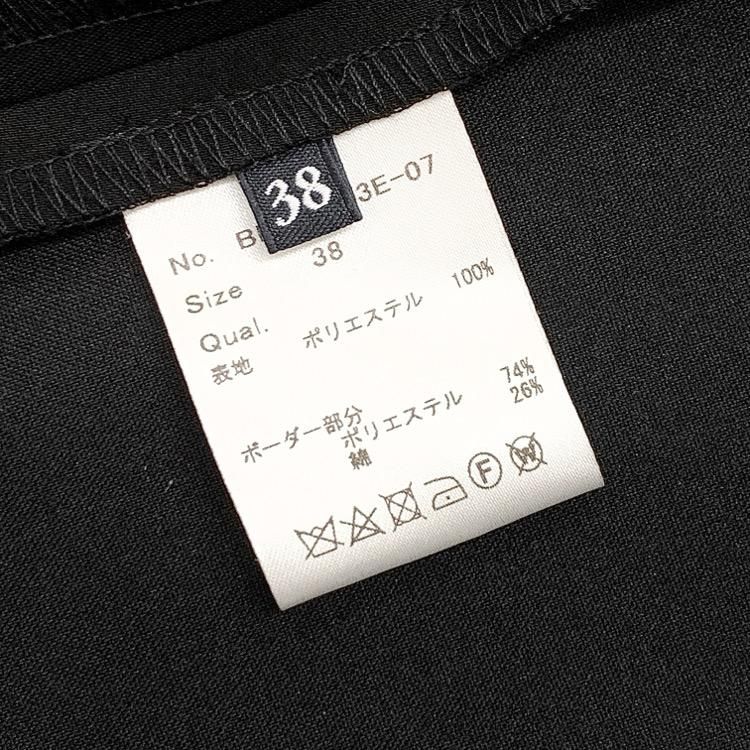 38
No. B 3E-07
Size 38
Qual.
表地 ポリエステル 100%
ボーダー部分
ポリエステル 74%
綿 26%
F W